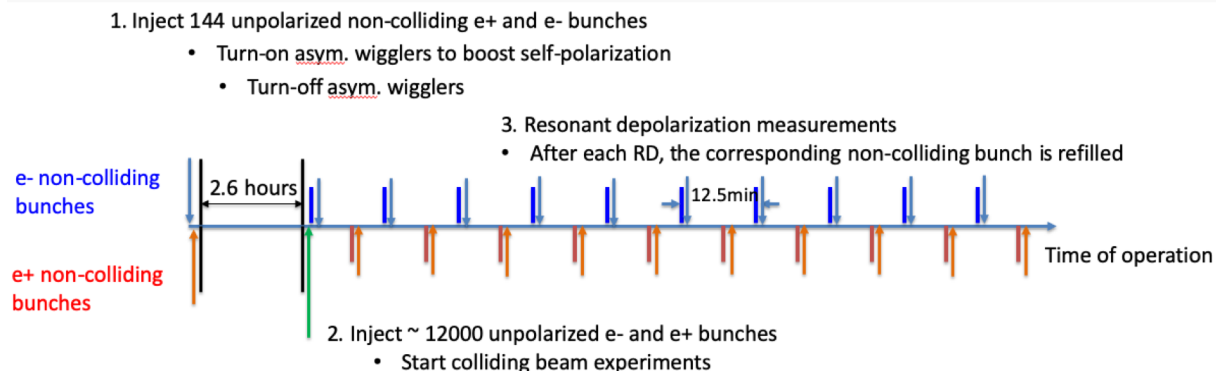 1. Inject 144 unpolarized non-colliding e+ and e- bunches
• Turn-on asym. wigglers to boost self-polarization
• Turn-off asym. wigglers
3. Resonant depolarization measurements
• After each RD, the corresponding non-colliding bunch is refilled
e- non-colliding
bunches
2.6 hours
12.5min
Time of operation
e+ non-colliding
bunches
2. Inject ~ 12000 unpolarized e- and e+ bunches
• Start colliding beam experiments